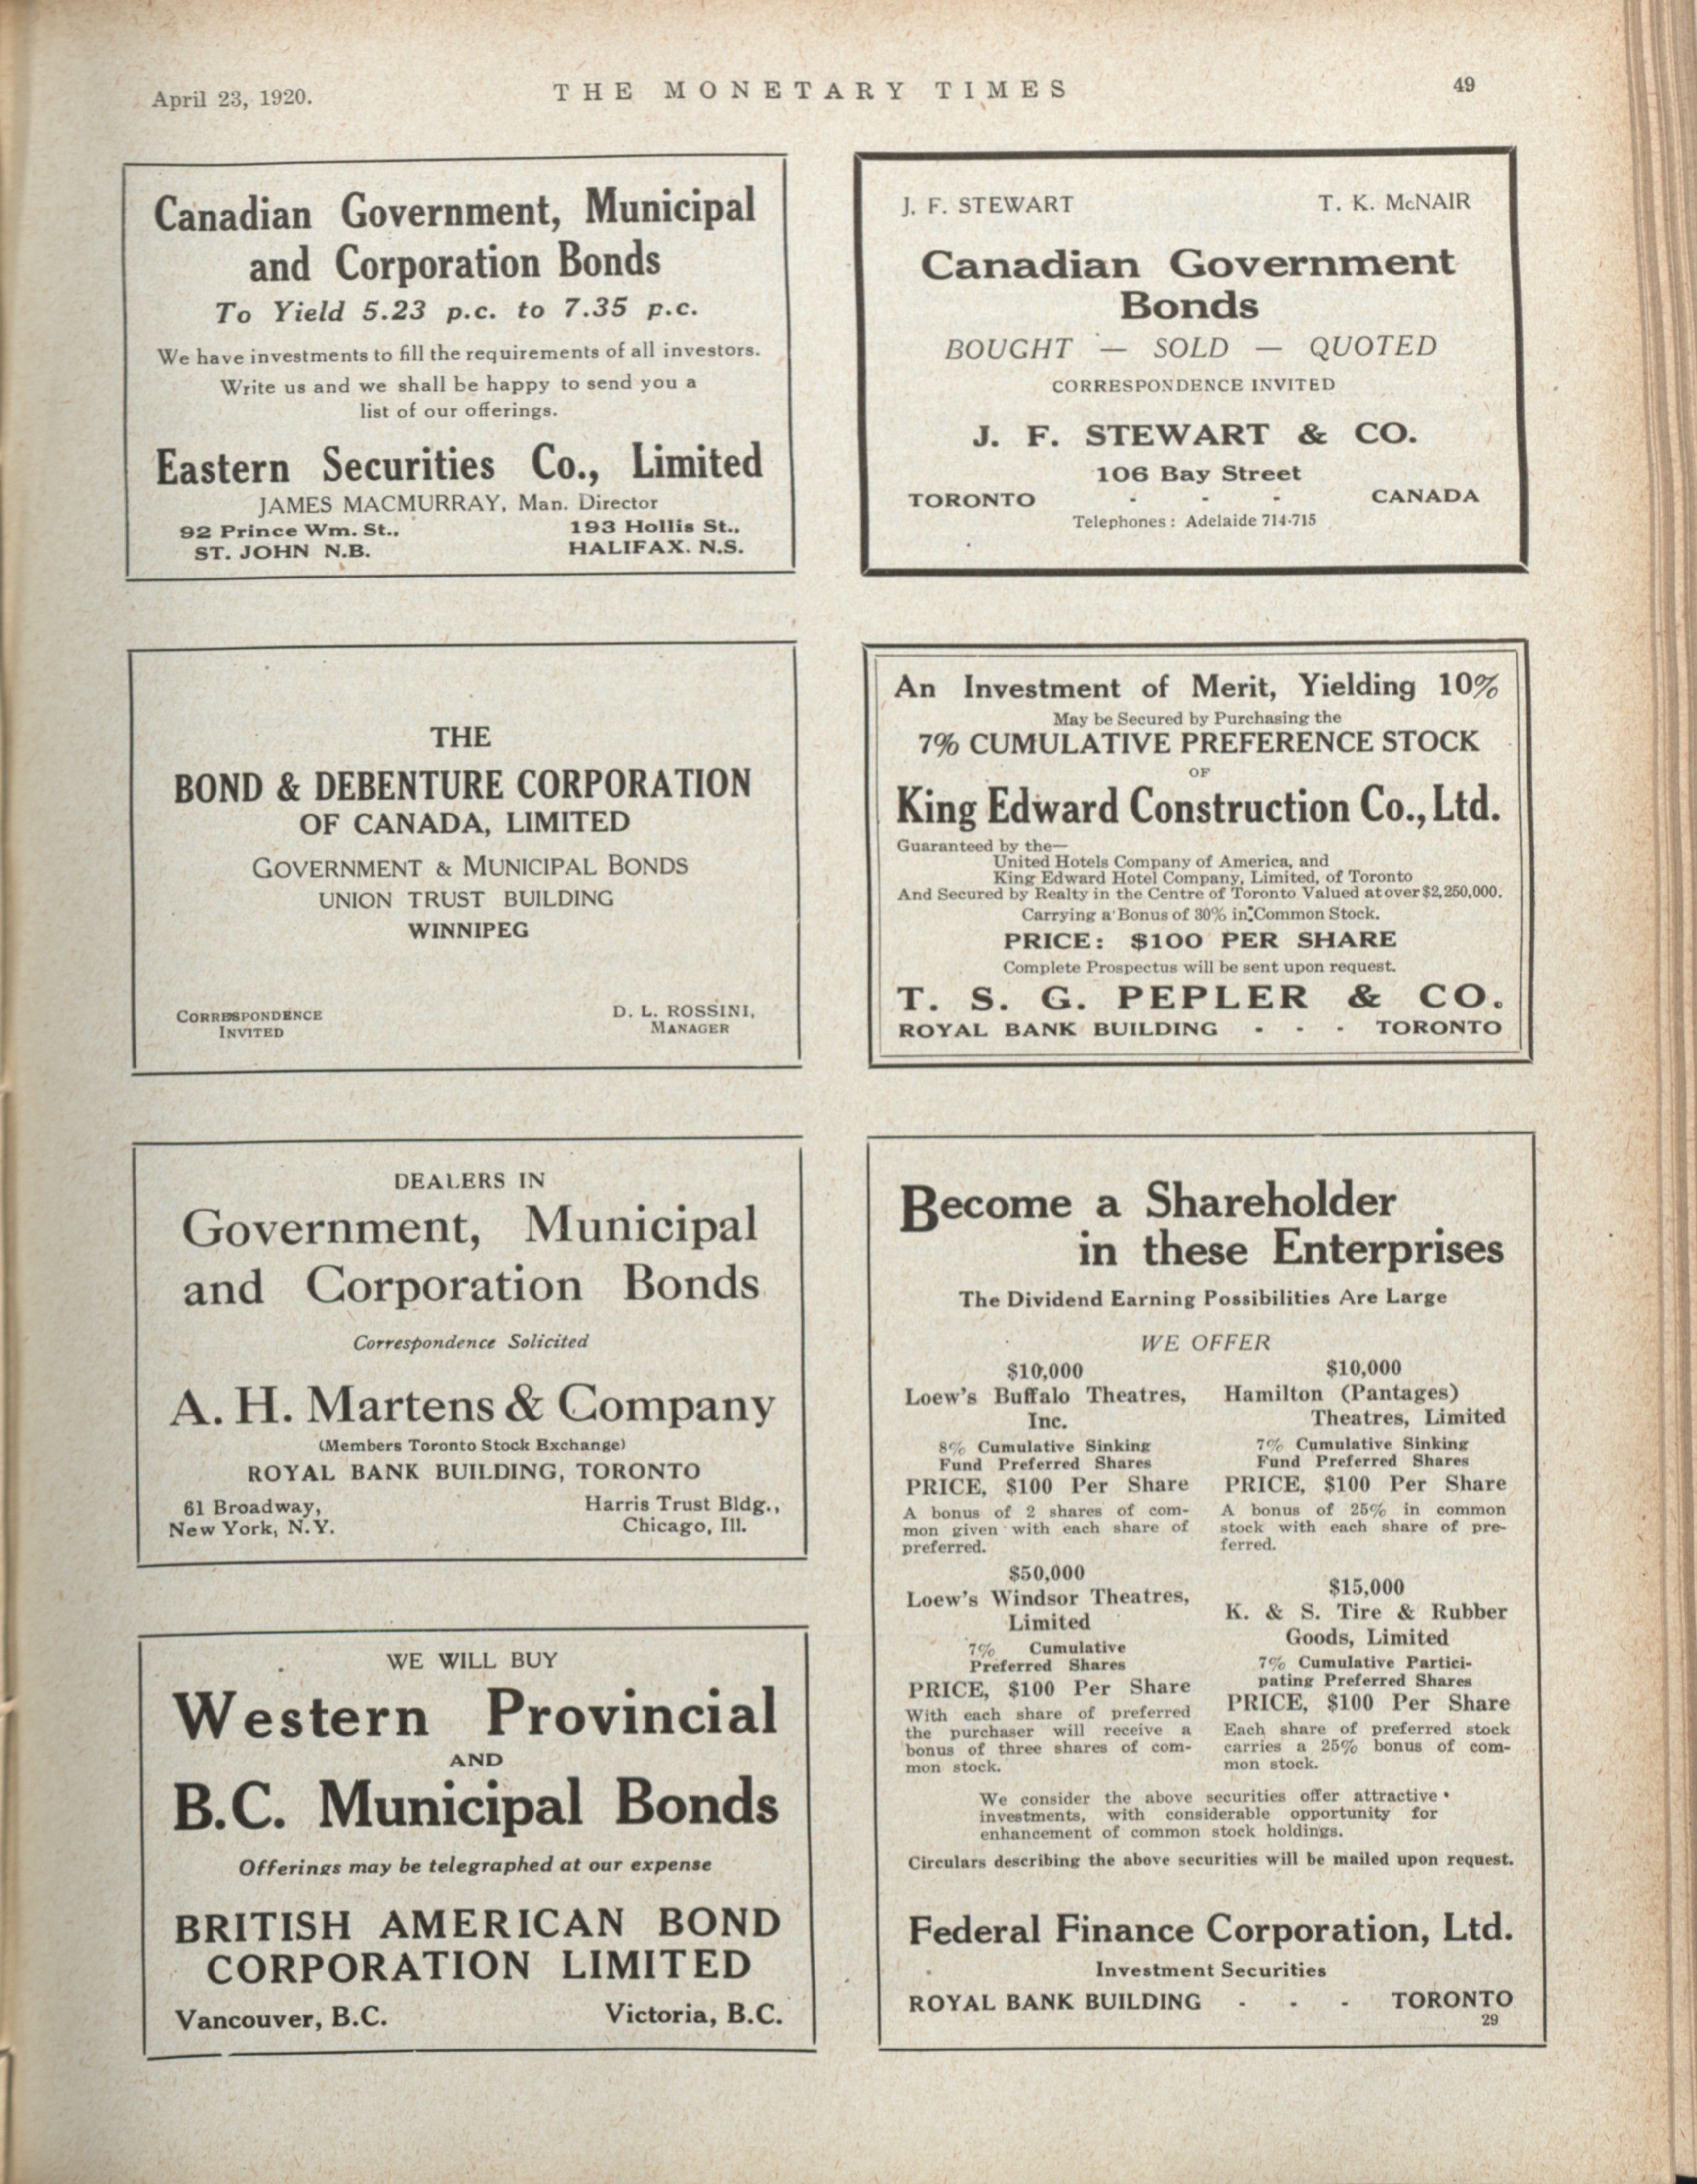 April 23, 1920.
THE MONETARY TIMES
49
Canadian Government, Municipal
and Corporation Bonds
To Yield 5.23 p.c. to 7.35 p.c.
We have investments to fill the requirements of all investors.
Write us and we shall be happy to send you a
list of our offerings.
Eastern Securities Co., Limited
JAMES MACMURRAY, Man. Director
92 Prince Wm. St.,
ST. JOHN N.B.
193 Hollis St.,
HALIFAX. N.S.
J. F. STEWART
T. K. McNAIR
Canadian Government
Bonds
BOUGHT — SOLD — QUOTED
CORRESPONDENCE INVITED
J. F. STEWART & CO.
106 Bay Street
TORONTO - - - CANADA
Telephones: Adelaide 714-715
THE
BOND & DEBENTURE CORPORATION
OF CANADA, LIMITED
GOVERNMENT & MUNICIPAL BONDS
UNION TRUST BUILDING
WINNIPEG
CORRESPONDENCE
INVITED
D. L. ROSSINI,
MANAGER
An Investment of Merit, Yielding 10%
May be Secured by Purchasing the
7% CUMULATIVE PREFERENCE STOCK
OF
King Edward Construction Co., Ltd.
Guaranteed by the—
United Hotels Company of America, and
King Edward Hotel Company, Limited, of Toronto
And Secured by Realty in the Centre of Toronto Valued at over $2,250,000.
Carrying a Bonus of 30% in Common Stock.
PRICE: $100 PER SHARE
Complete Prospectus will be sent upon request.
T. S. G. PEPLER & CO.
ROYAL BANK BUILDING - - - TORONTO
DEALERS IN
Government, Municipal
and Corporation Bonds
Correspondence Solicited
A. H. Martens & Company
(Members Toronto Stock Exchange)
ROYAL BANK BUILDING, TORONTO
61 Broadway,
New York, N.Y.
Harris Trust Bldg.,
Chicago, Ill.
WE WILL BUY
Western Provincial
AND
B.C. Municipal Bonds
Offerings may be telegraphed at our expense
BRITISH AMERICAN BOND
CORPORATION LIMITED
Vancouver, B.C.
Victoria, B.C.
Become a Shareholder
in these Enterprises
The Dividend Earning Possibilities Are Large
WE OFFER
$10,000
Loew's Buffalo Theatres,
Inc.
8% Cumulative Sinking
Fund Preferred Shares
PRICE, $100 Per Share
A bonus of 2 shares of com-
mon given with each share of
preferred.
$50,000
Loew's Windsor Theatres,
Limited
7% Cumulative
Preferred Shares
PRICE, $100 Per Share
With each share of preferred
the purchaser will receive a
bonus of three shares of com-
mon stock.
$10,000
Hamilton (Pantages)
Theatres, Limited
7% Cumulative Sinking
Fund Preferred Shares
PRICE, $100 Per Share
A bonus of 25% in common
stock with each share of pre-
ferred.
$15,000
K. & S. Tire & Rubber
Goods, Limited
7% Cumulative Partici-
pating Preferred Shares
PRICE, $100 Per Share
Each share of preferred stock
carries a 25% bonus of com-
mon stock.
We consider the above securities offer attractive
investments, with considerable opportunity for
enhancement of common stock holdings.
Circulars describing the above securities will be mailed upon request.
Federal Finance Corporation, Ltd.
Investment Securities
ROYAL BANK BUILDING - - - TORONTO
29